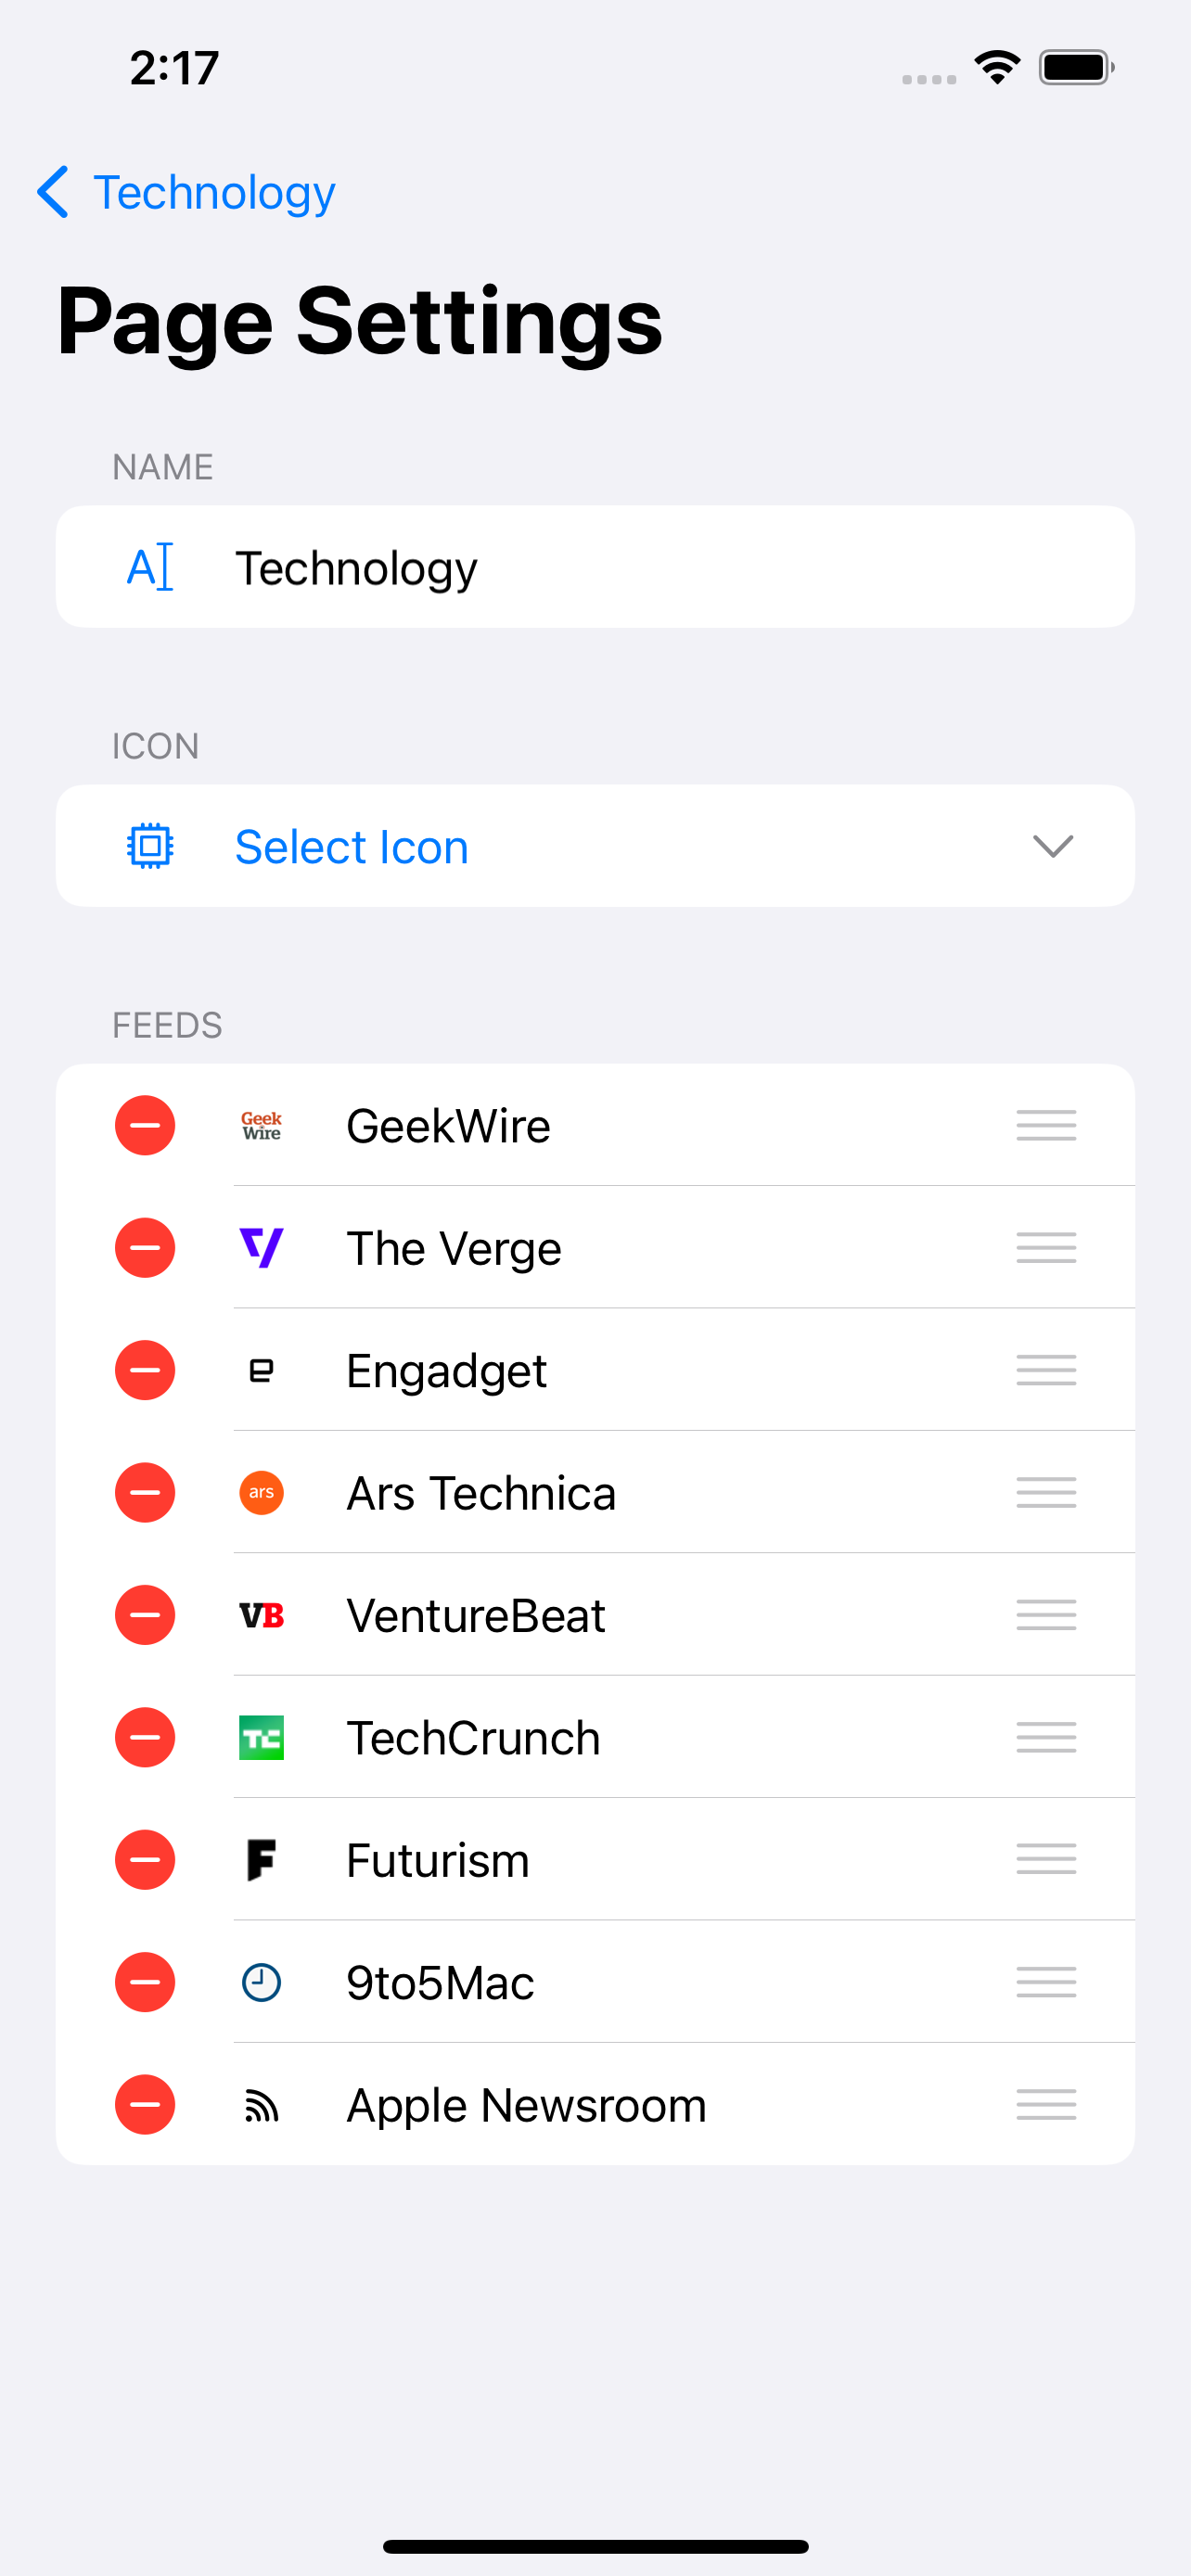 2:17
Technology
Page Settings
NAME
A Technology
ICON
Select Icon
FEEDS
Geek
Wire
GeekWire
The Verge
Engadget
ars Ars Technica
VB VentureBeat
TC TechCrunch
F Futurism
9to5Mac
Apple Newsroom